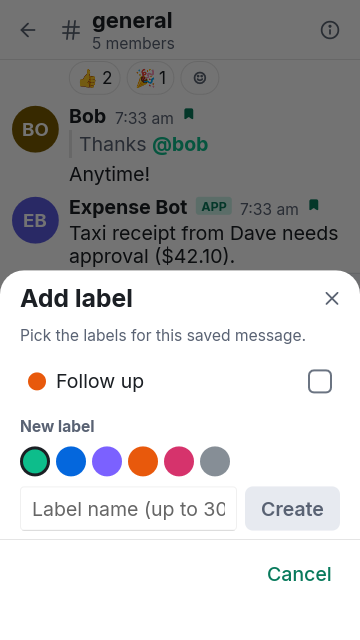 general
5 members
👍 2 🎉 1
BO Bob 7:33 am
Thanks @bob
Anytime!
EB Expense Bot APP 7:33 am
Taxi receipt from Dave needs
approval ($42.10).
Add label
Pick the labels for this saved message.
Follow up
New label
Label name (up to 30
Create
Cancel